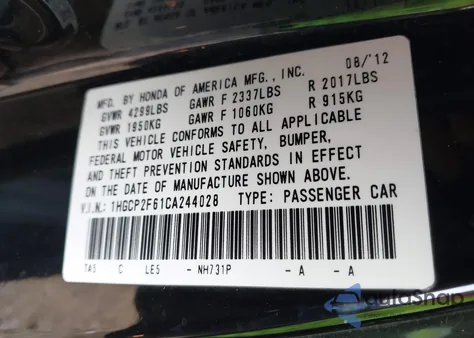 MFD. BY HONDA OF AMERICA MFG., INC. 08/'12
GVWR 4299LBS GAWR F 2337LBS R 2017LBS
GVWR 1950KG GAWR F 1060KG R 915KG
THIS VEHICLE CONFORMS TO ALL APPLICABLE
FEDERAL MOTOR VEHICLE SAFETY, BUMPER,
AND THEFT PREVENTION STANDARDS IN EFFECT
ON THE DATE OF MANUFACTURE SHOWN ABOVE.
V.I.N.: 1HGCP2F61CA244028 TYPE: PASSENGER CAR
TA5 C LE5 - NH731P - A - A
autoSnap